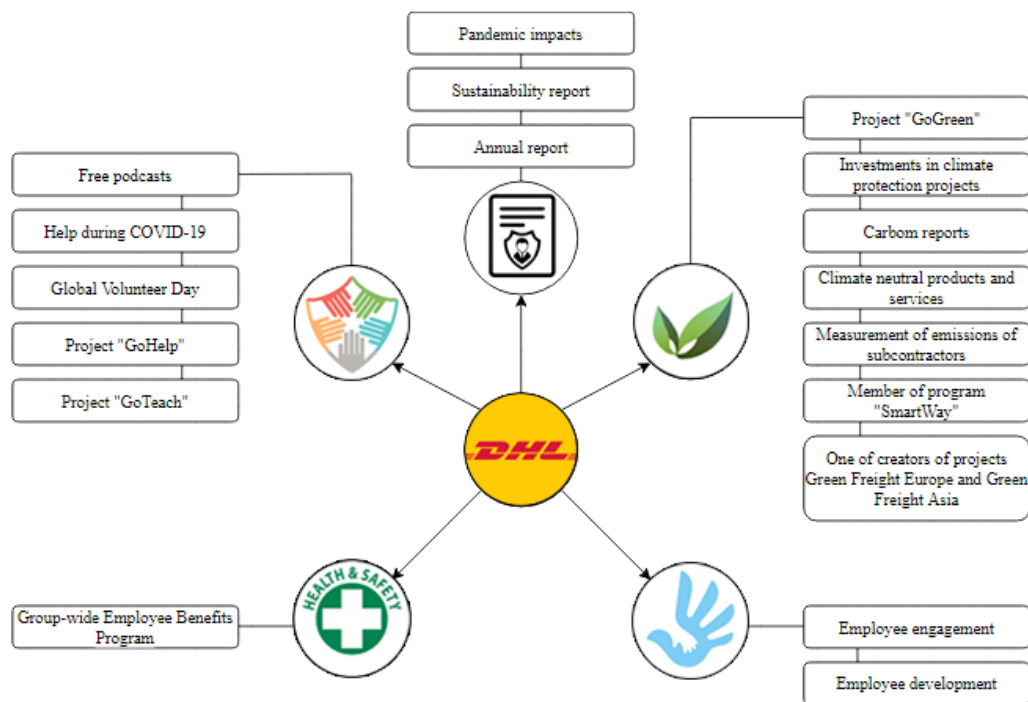 Pandemic impacts
Sustainability report
Annual report
Free podcasts
Help during COVID-19
Global Volunteer Day
Project "GoHelp"
Project "GoTeach"
Project "GoGreen"
Investments in climate
protection projects
Carbom reports
Climate neutral products and
services
Measurement of emissions of
subcontractors
Member of program
"SmartWay"
One of creators of projects
Green Freight Europe and Green
Freight Asia
DHL
HEALTH & SAFETY
Group-wide Employee Benefits
Program
Employee engagement
Employee development